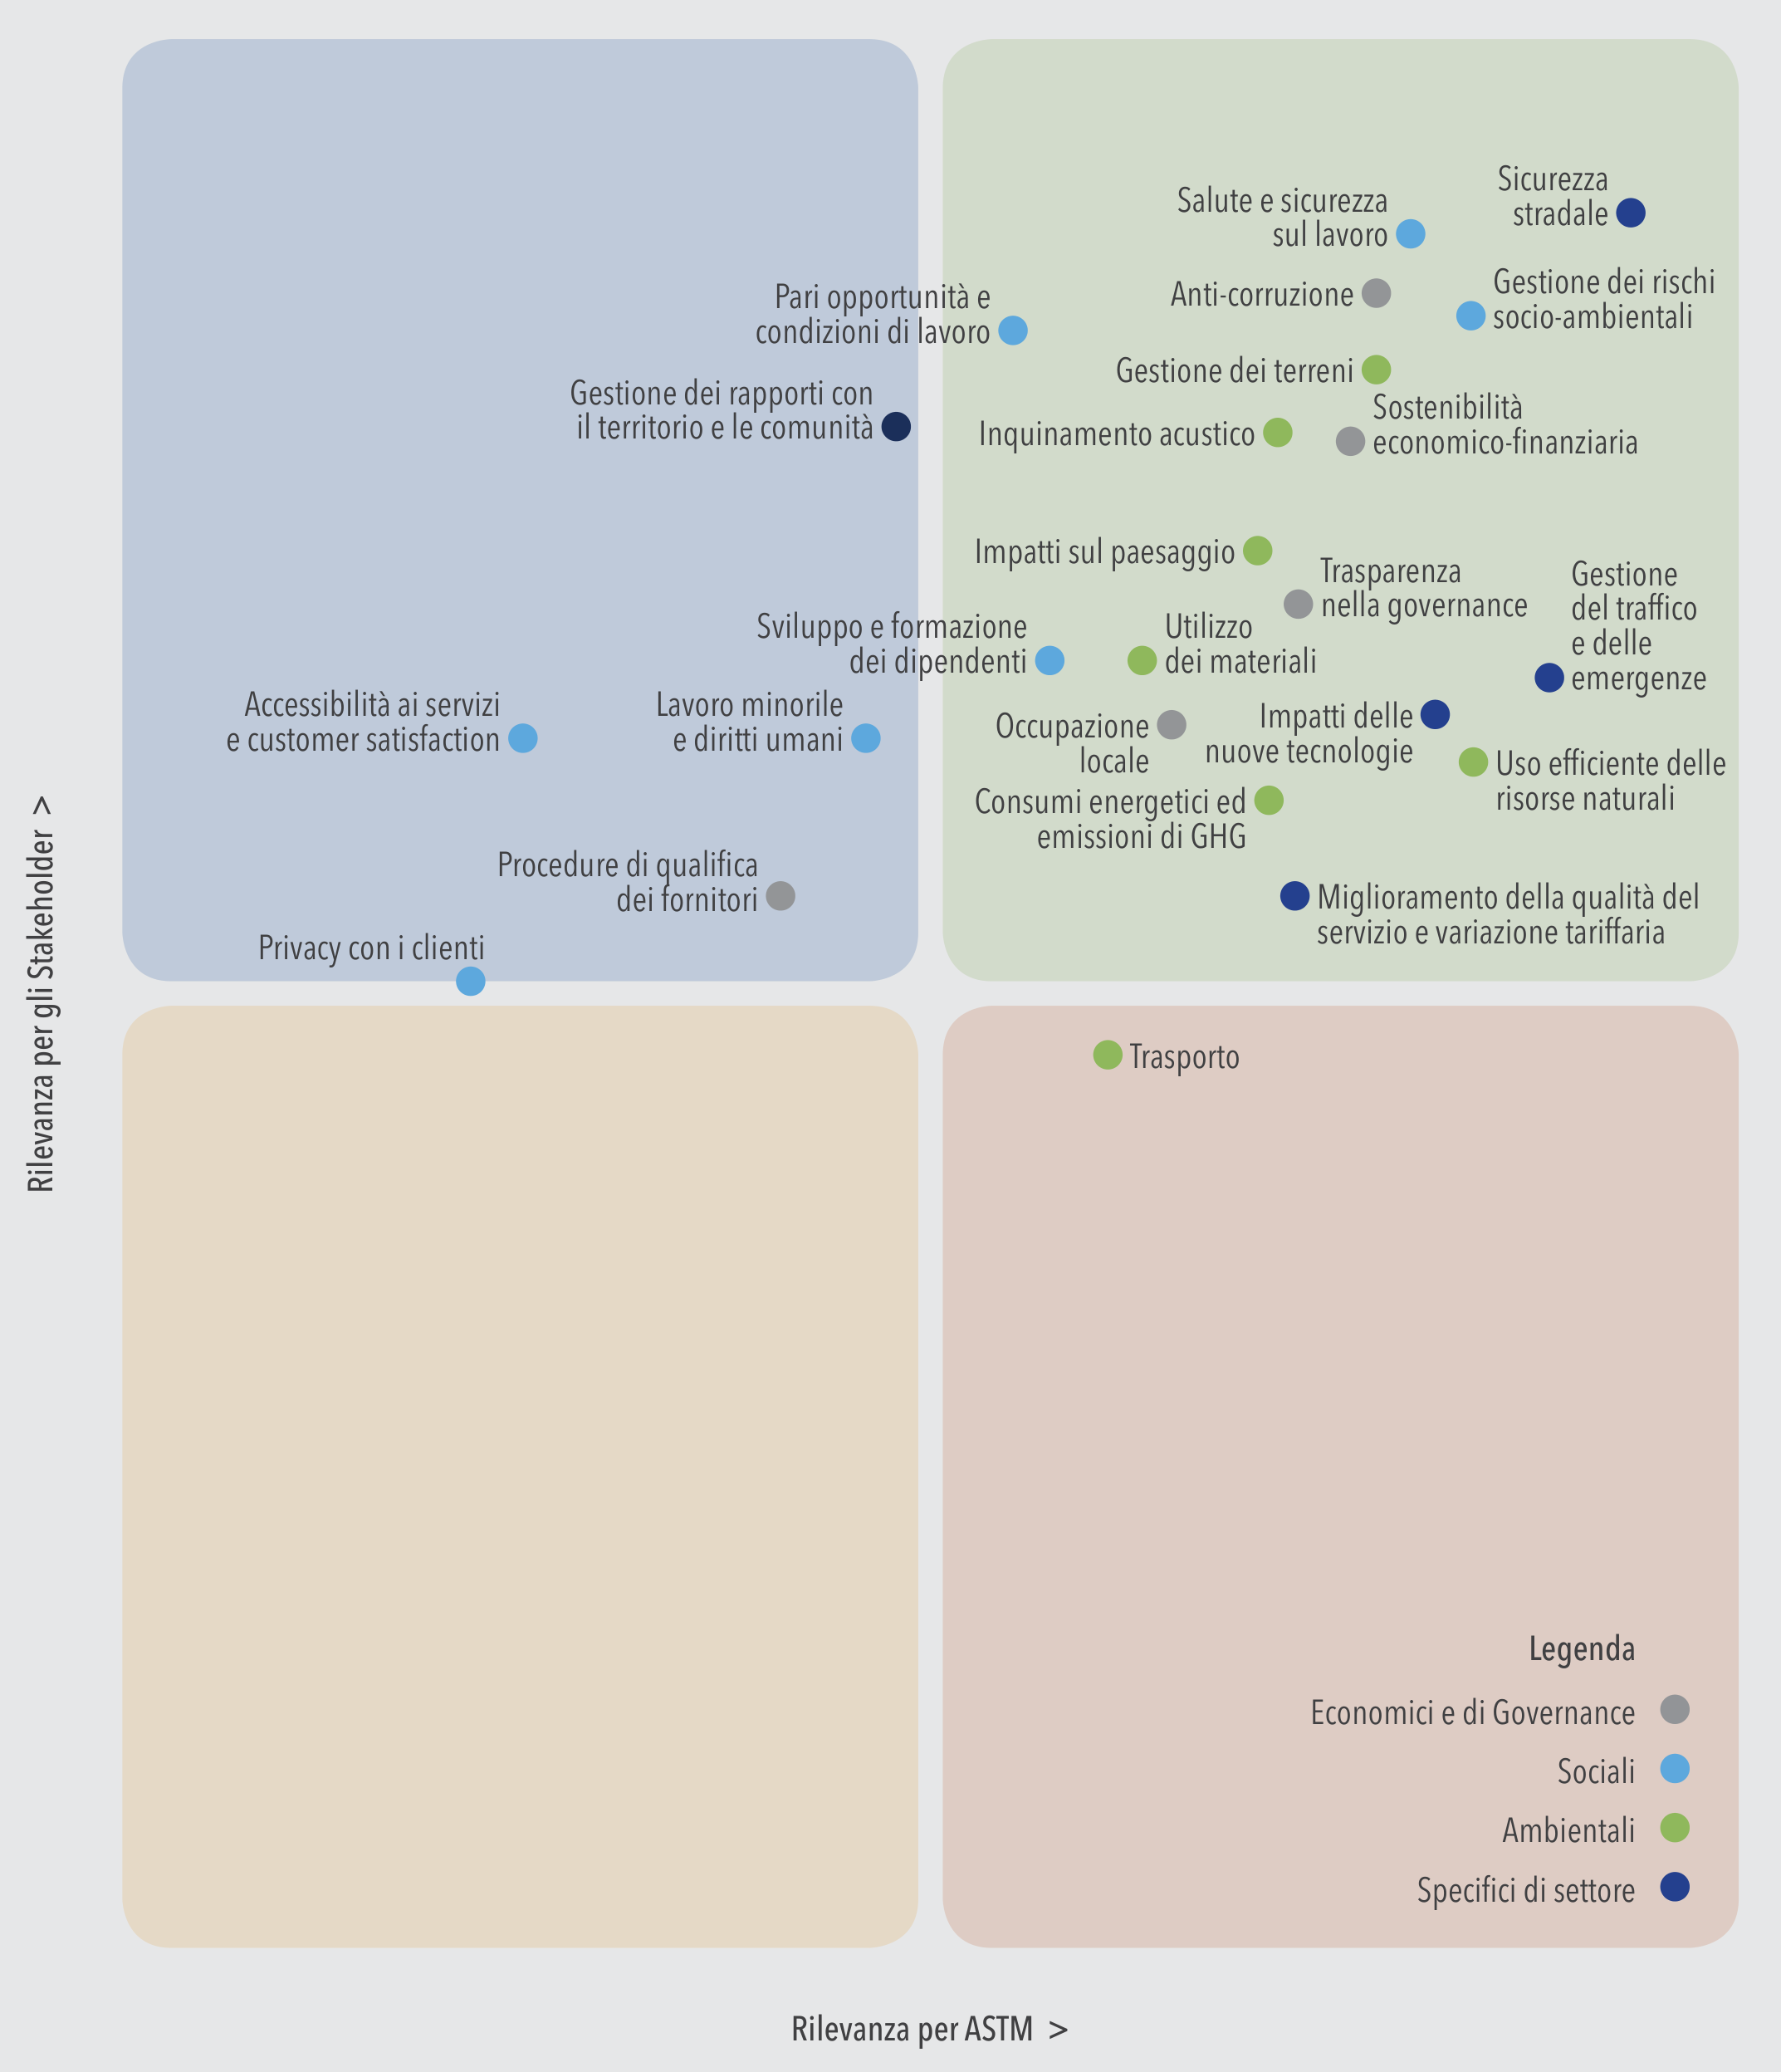 Sicurezza
stradale
Salute e sicurezza
sul lavoro
Gestione dei rischi
socio-ambientali
Anti-corruzione
Pari opportunità e
condizioni di lavoro
Gestione dei terreni
Gestione dei rapporti con
il territorio e le comunità
Sostenibilità
economico-finanziaria
Inquinamento acustico
Impatti sul paesaggio
Trasparenza
nella governance
Gestione
del traffico
e delle
emergenze
Sviluppo e formazione
dei dipendenti
Utilizzo
dei materiali
Accessibilità ai servizi
e customer satisfaction
Lavoro minorile
e diritti umani
Occupazione
locale
Impatti delle
nuove tecnologie
Uso efficiente delle
risorse naturali
Consumi energetici ed
emissioni di GHG
Procedure di qualifica
dei fornitori
Miglioramento della qualità del
servizio e variazione tariffaria
Privacy con i clienti
Rilevanza per gli Stakeholder >
Trasporto
Legenda
Economici e di Governance
Sociali
Ambientali
Specifici di settore
Rilevanza per ASTM >